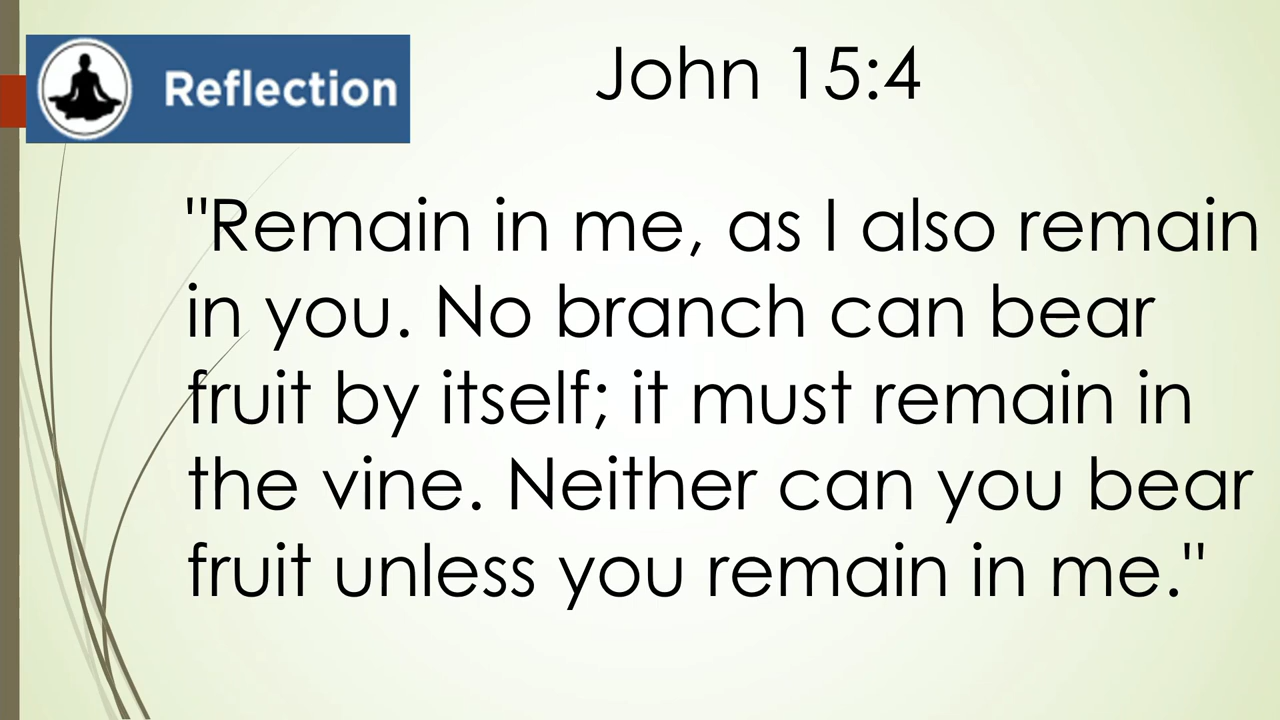 Reflection
John 15:4
"Remain in me, as I also remain
in you. No branch can bear
fruit by itself; it must remain in
the vine. Neither can you bear
fruit unless you remain in me."